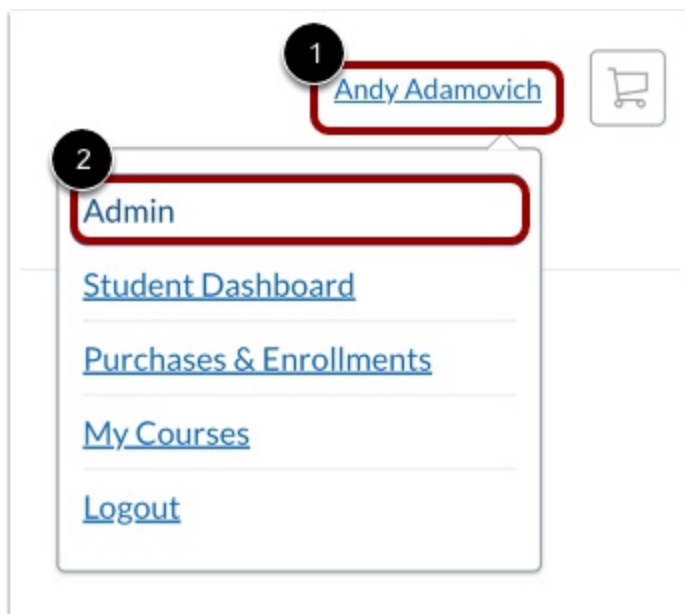 1
Andy Adamovich
2
Admin
Student Dashboard
Purchases & Enrollments
My Courses
Logout